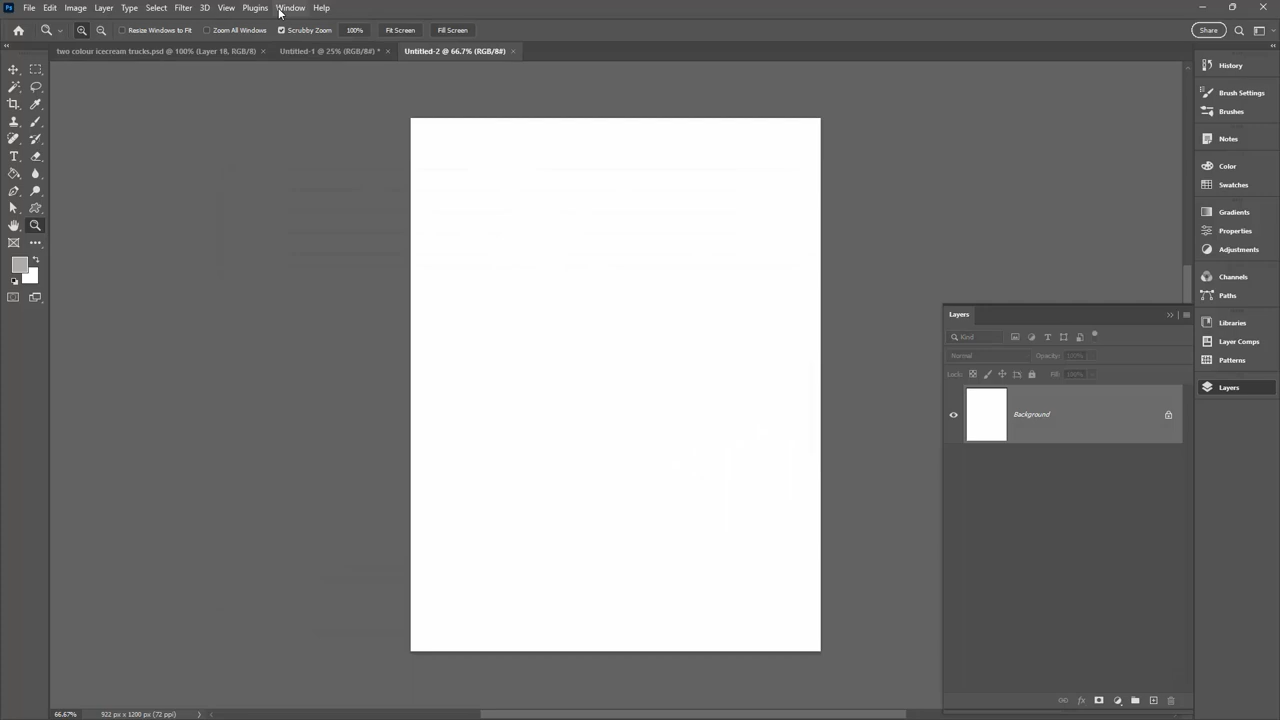 Ps File Edit Image Layer Type Select Filter 3D View Plugins Window Help
Resize Windows to Fit Zoom All Windows Scrubby Zoom 100% Fit Screen Fill Screen Share
two colour icecream trucks.psd @ 100% (Layer 18, RGB/8) × Untitled-1 @ 25% (RGB/8#) * × Untitled-2 @ 66.7% (RGB/8#) ×
History
Brush Settings
Brushes
Notes
Color
Swatches
Gradients
Properties
Adjustments
Channels
Paths
Libraries
Layer Comps
Patterns
Layers
Layers
Kind
Normal Opacity: 100%
Lock: Fill: 100%
Background
fx
66.67% 922 px x 1200 px (72 ppi)